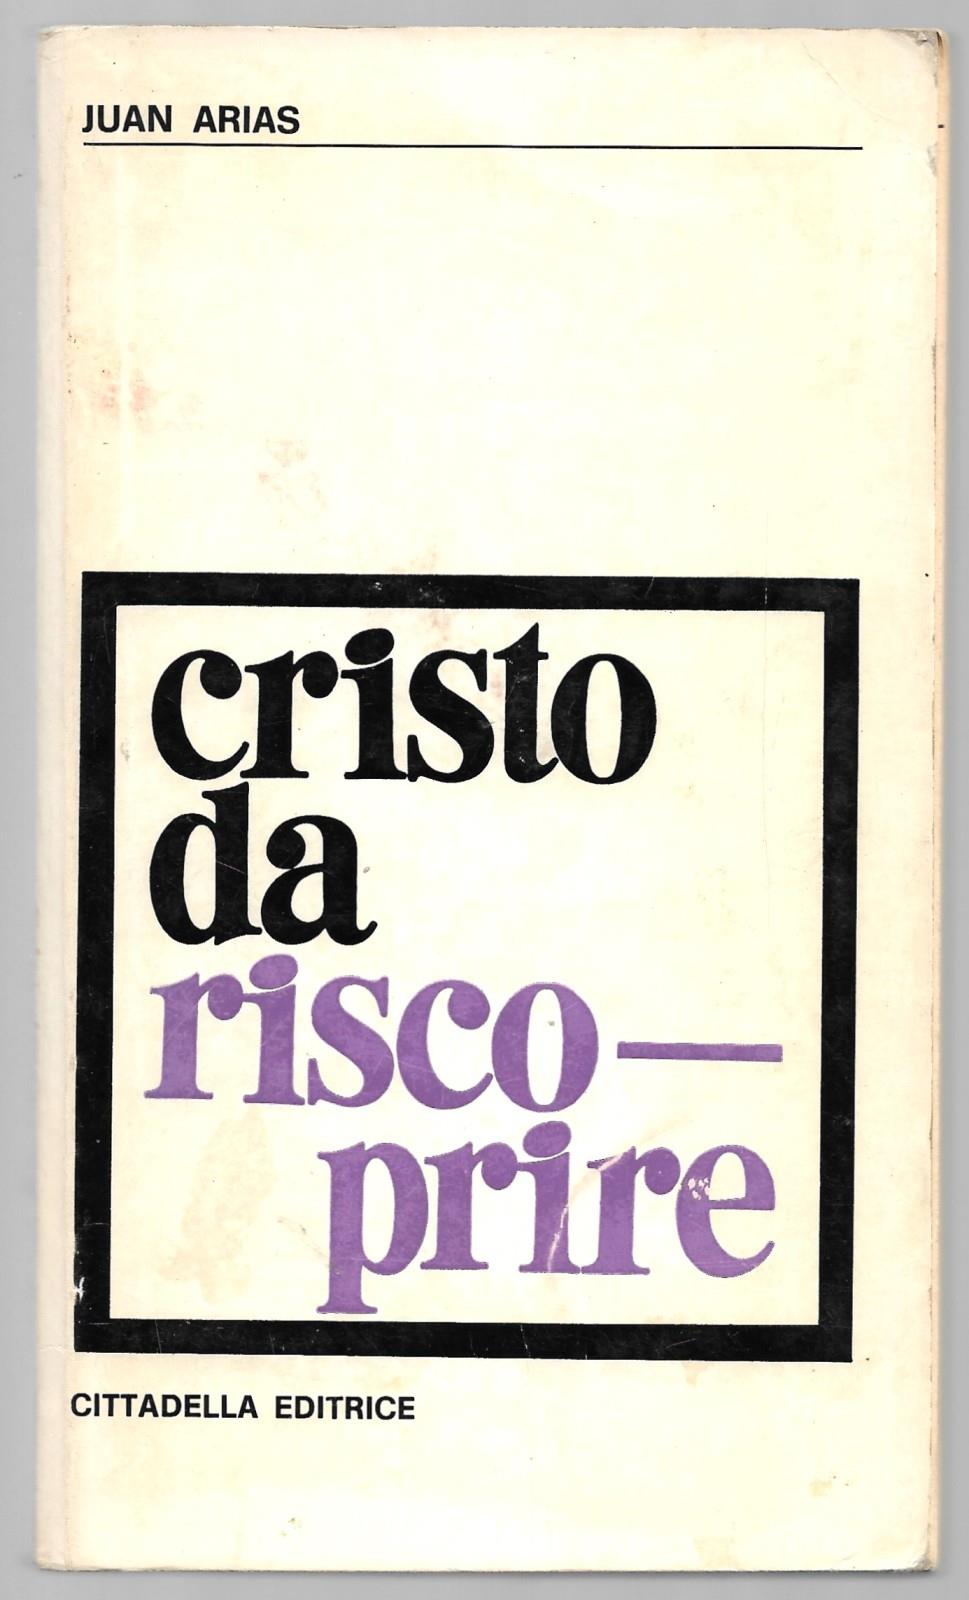 JUAN ARIAS
cristo
da
risco—
prire
CITTADELLA EDITRICE